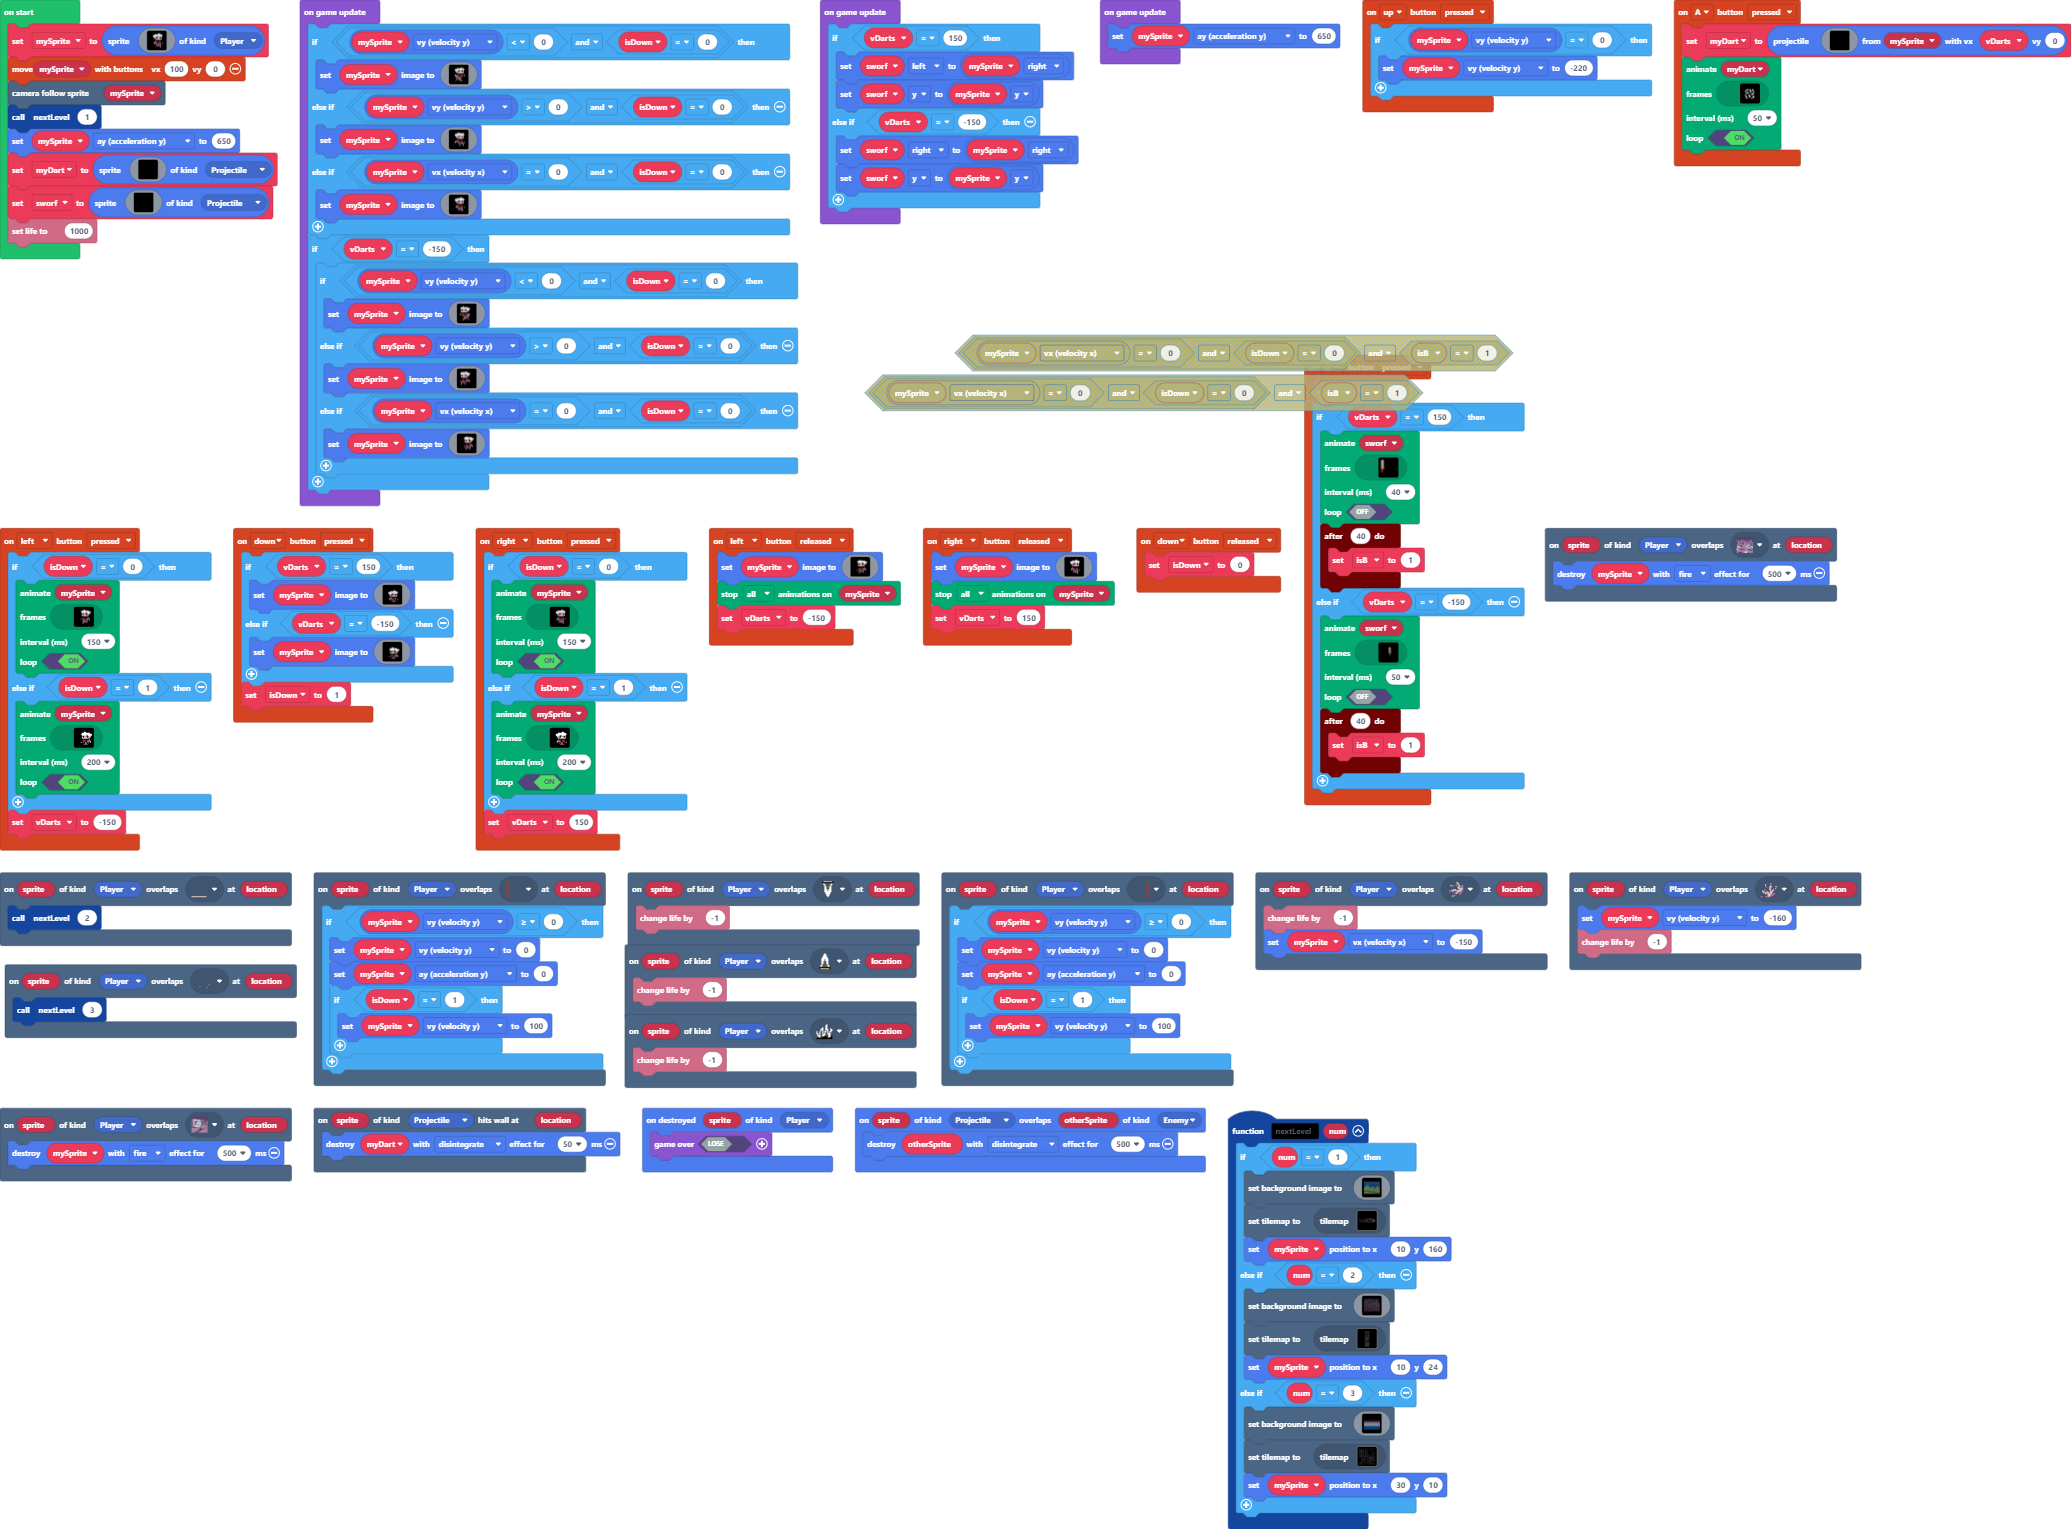 on start
set mySprite to sprite of kind Player
move mySprite with buttons vx 100 vy 0
camera follow sprite mySprite
call nextLevel 1
set mySprite ay (acceleration y) to 650
set myDart to sprite of kind Projectile
set sworf to sprite of kind Projectile
set life to 1000
on game update
if mySprite vy (velocity y) < 0 and isDown = 0 then
set mySprite image to
else if mySprite vy (velocity y) > 0 and isDown = 0 then
set mySprite image to
else if mySprite vx (velocity x) = 0 and isDown = 0 then
set mySprite image to
if vDarts = -150 then
if mySprite vy (velocity y) < 0 and isDown = 0 then
set mySprite image to
else if mySprite vy (velocity y) > 0 and isDown = 0 then
set mySprite image to
else if mySprite vx (velocity x) = 0 and isDown = 0 then
set mySprite image to
on game update
if vDarts = 150 then
set sworf left to mySprite right
set sworf y to mySprite y
else if vDarts = -150 then
set sworf right to mySprite right
set sworf y to mySprite y
on game update
set mySprite ay (acceleration y) to 650
on up button pressed
if mySprite vy (velocity y) = 0 then
set mySprite vy (velocity y) to -220
on A button pressed
set myDart to projectile from mySprite with vx vDarts vy 0
animate myDart
frames
interval (ms) 50
loop ON
mySprite vx (velocity x) = 0 and isDown = 0 and isB = 1
mySprite vx (velocity x) = 0 and isDown = 0 and isB = 1
button pressed
if vDarts = 150 then
animate sworf
frames
interval (ms) 40
loop OFF
after 40 do
set isB to 1
else if vDarts = -150 then
animate sworf
frames
interval (ms) 50
loop OFF
after 40 do
set isB to 1
on left button pressed
if isDown = 0 then
animate mySprite
frames
interval (ms) 150
loop ON
else if isDown = 1 then
animate mySprite
frames
interval (ms) 200
loop ON
set vDarts to -150
on down button pressed
if vDarts = 150 then
set mySprite image to
else if vDarts = -150 then
set mySprite image to
set isDown to 1
on right button pressed
if isDown = 0 then
animate mySprite
frames
interval (ms) 150
loop ON
else if isDown = 1 then
animate mySprite
frames
interval (ms) 200
loop ON
set vDarts to 150
on left button released
set mySprite image to
stop all animations on mySprite
set vDarts to -150
on right button released
set mySprite image to
stop all animations on mySprite
set vDarts to 150
on down button released
set isDown to 0
on sprite of kind Player overlaps at location
destroy mySprite with fire effect for 500 ms
on sprite of kind Player overlaps at location
call nextLevel 2
on sprite of kind Player overlaps at location
call nextLevel 3
on sprite of kind Player overlaps at location
if mySprite vy (velocity y) ≥ 0 then
set mySprite vy (velocity y) to 0
set mySprite ay (acceleration y) to 0
if isDown = 1 then
set mySprite vy (velocity y) to 100
on sprite of kind Player overlaps at location
change life by -1
on sprite of kind Player overlaps at location
change life by -1
on sprite of kind Player overlaps at location
change life by -1
on sprite of kind Player overlaps at location
if mySprite vy (velocity y) ≥ 0 then
set mySprite vy (velocity y) to 0
set mySprite ay (acceleration y) to 0
if isDown = 1 then
set mySprite vy (velocity y) to 100
on sprite of kind Player overlaps at location
change life by -1
set mySprite vx (velocity x) to -150
on sprite of kind Player overlaps at location
set mySprite vy (velocity y) to -160
change life by -1
on sprite of kind Player overlaps at location
destroy mySprite with fire effect for 500 ms
on sprite of kind Projectile hits wall at location
destroy myDart with disintegrate effect for 50 ms
on destroyed sprite of kind Player
game over LOSE
on sprite of kind Projectile overlaps otherSprite of kind Enemy
destroy otherSprite with disintegrate effect for 500 ms
function nextLevel num
if num = 1 then
set background image to
set tilemap to tilemap
set mySprite position to x 10 y 160
else if num = 2 then
set background image to
set tilemap to tilemap
set mySprite position to x 10 y 24
else if num = 3 then
set background image to
set tilemap to tilemap
set mySprite position to x 30 y 10